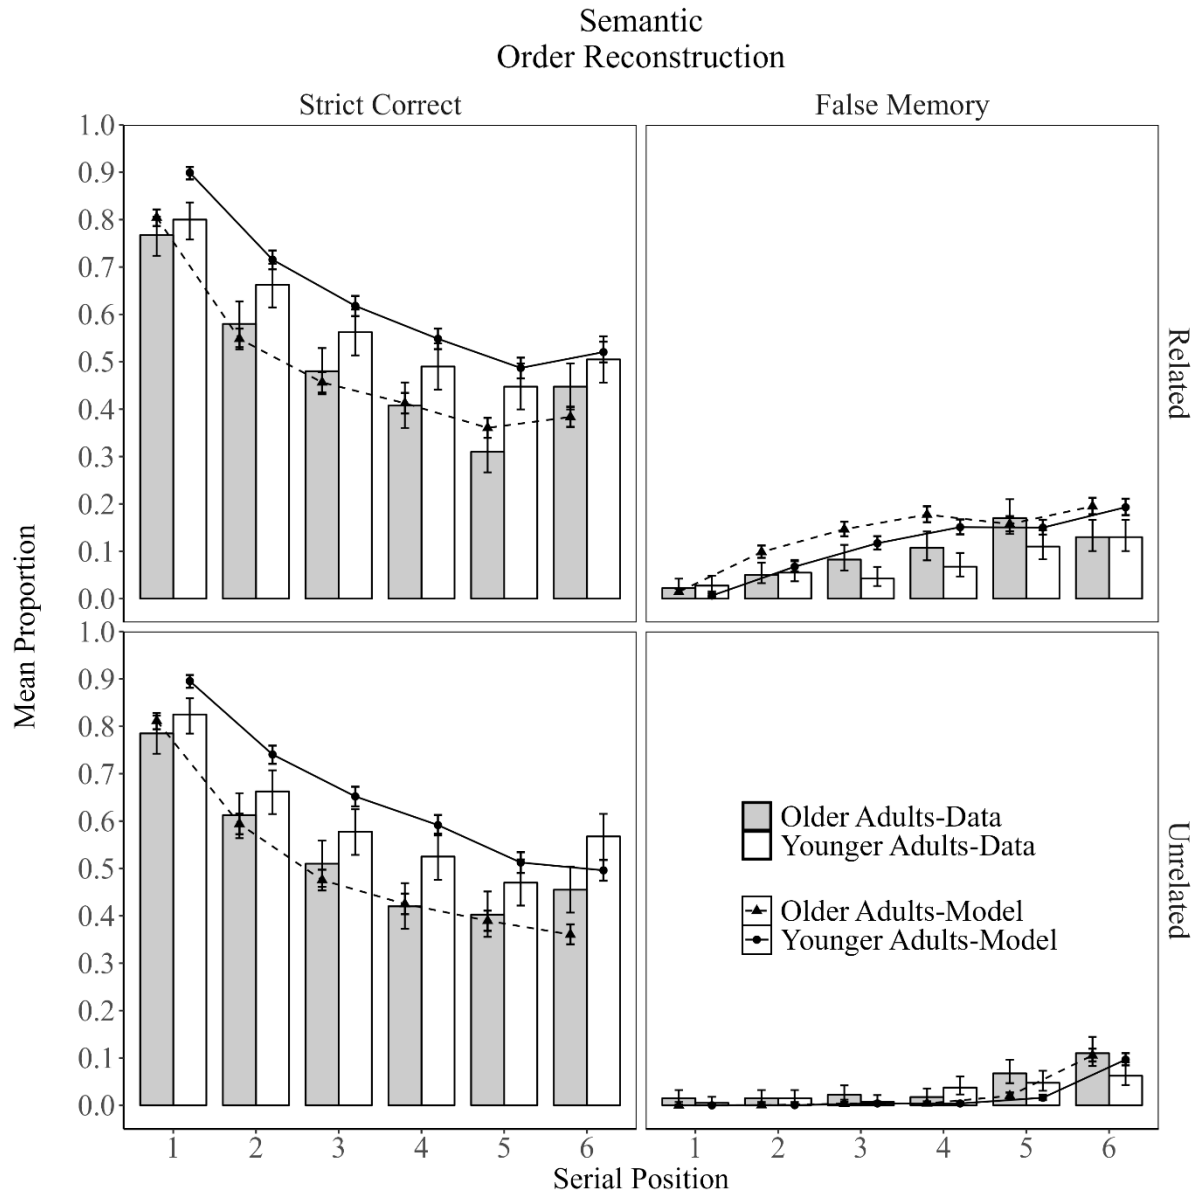 Semantic
Order Reconstruction
Strict Correct
False Memory
1.0
0.9
0.8
0.7
0.6
0.5
0.4
0.3
0.2
0.1
0.0
Related
Mean Proportion
1.0
0.9
0.8
0.7
0.6
0.5
0.4
0.3
0.2
0.1
0.0
Older Adults-Data
Younger Adults-Data
Older Adults-Model
Younger Adults-Model
Unrelated
1 2 3 4 5 6
1 2 3 4 5 6
Serial Position